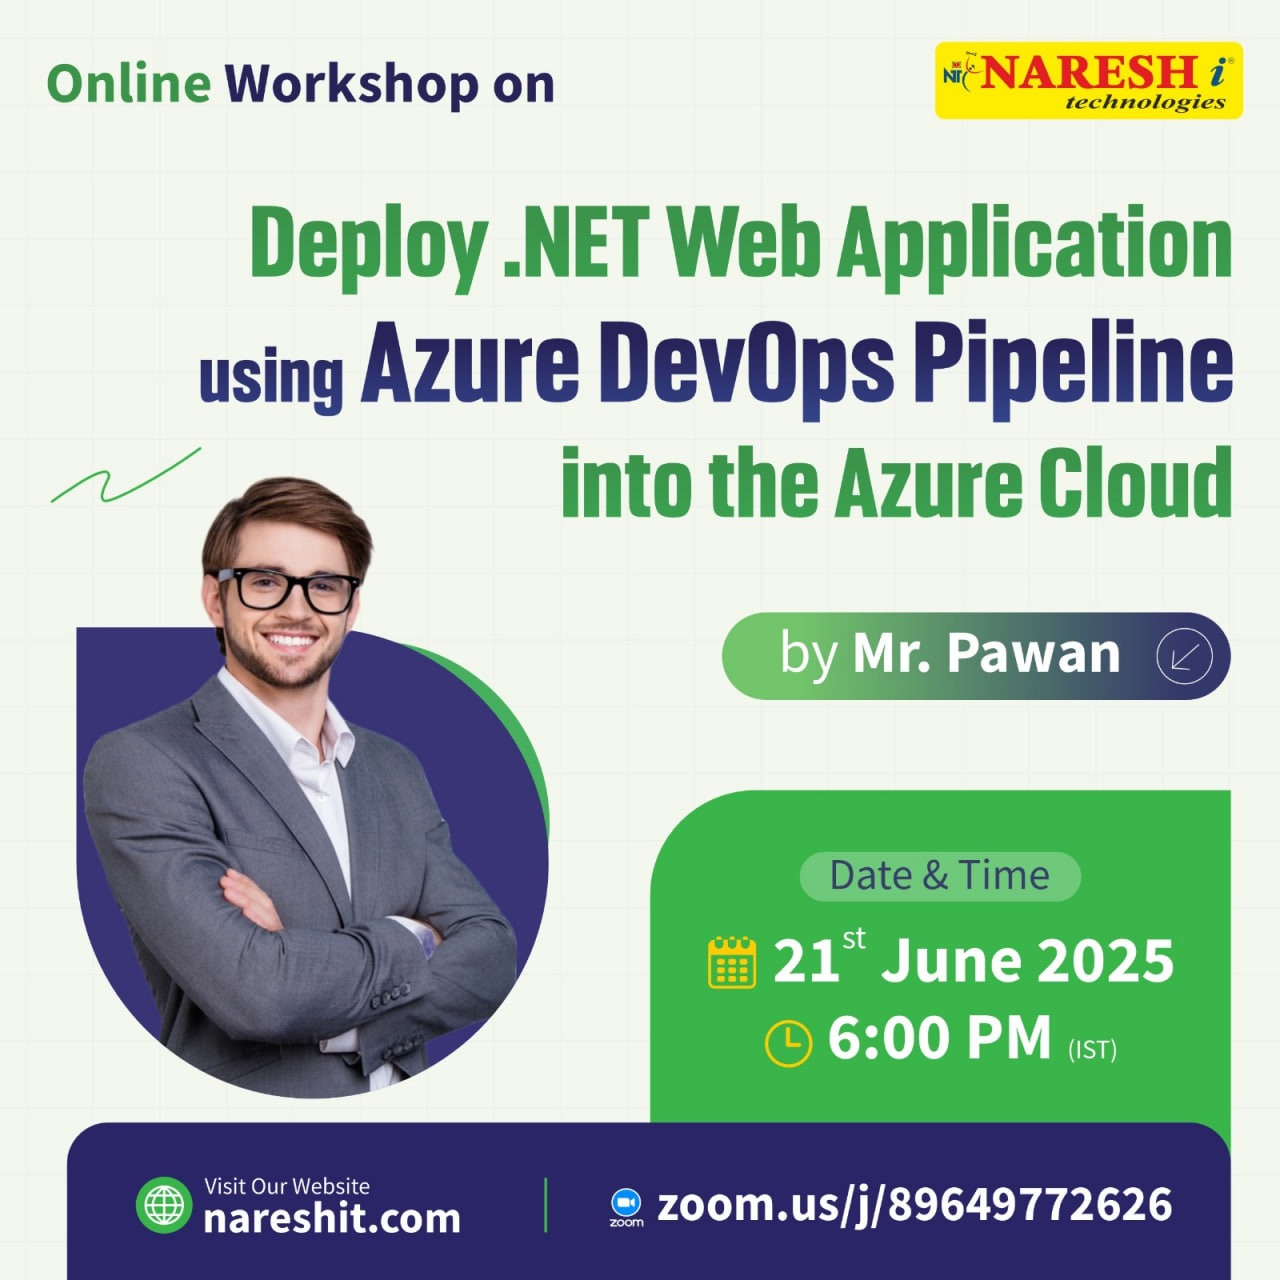 Online Workshop on
NARESH i
technologies
Deploy .NET Web Application
using Azure DevOps Pipeline
into the Azure Cloud
by Mr. Pawan
Date & Time
21st June 2025
6:00 PM (IST)
Visit Our Website
nareshit.com
zoom
zoom.us/j/89649772626